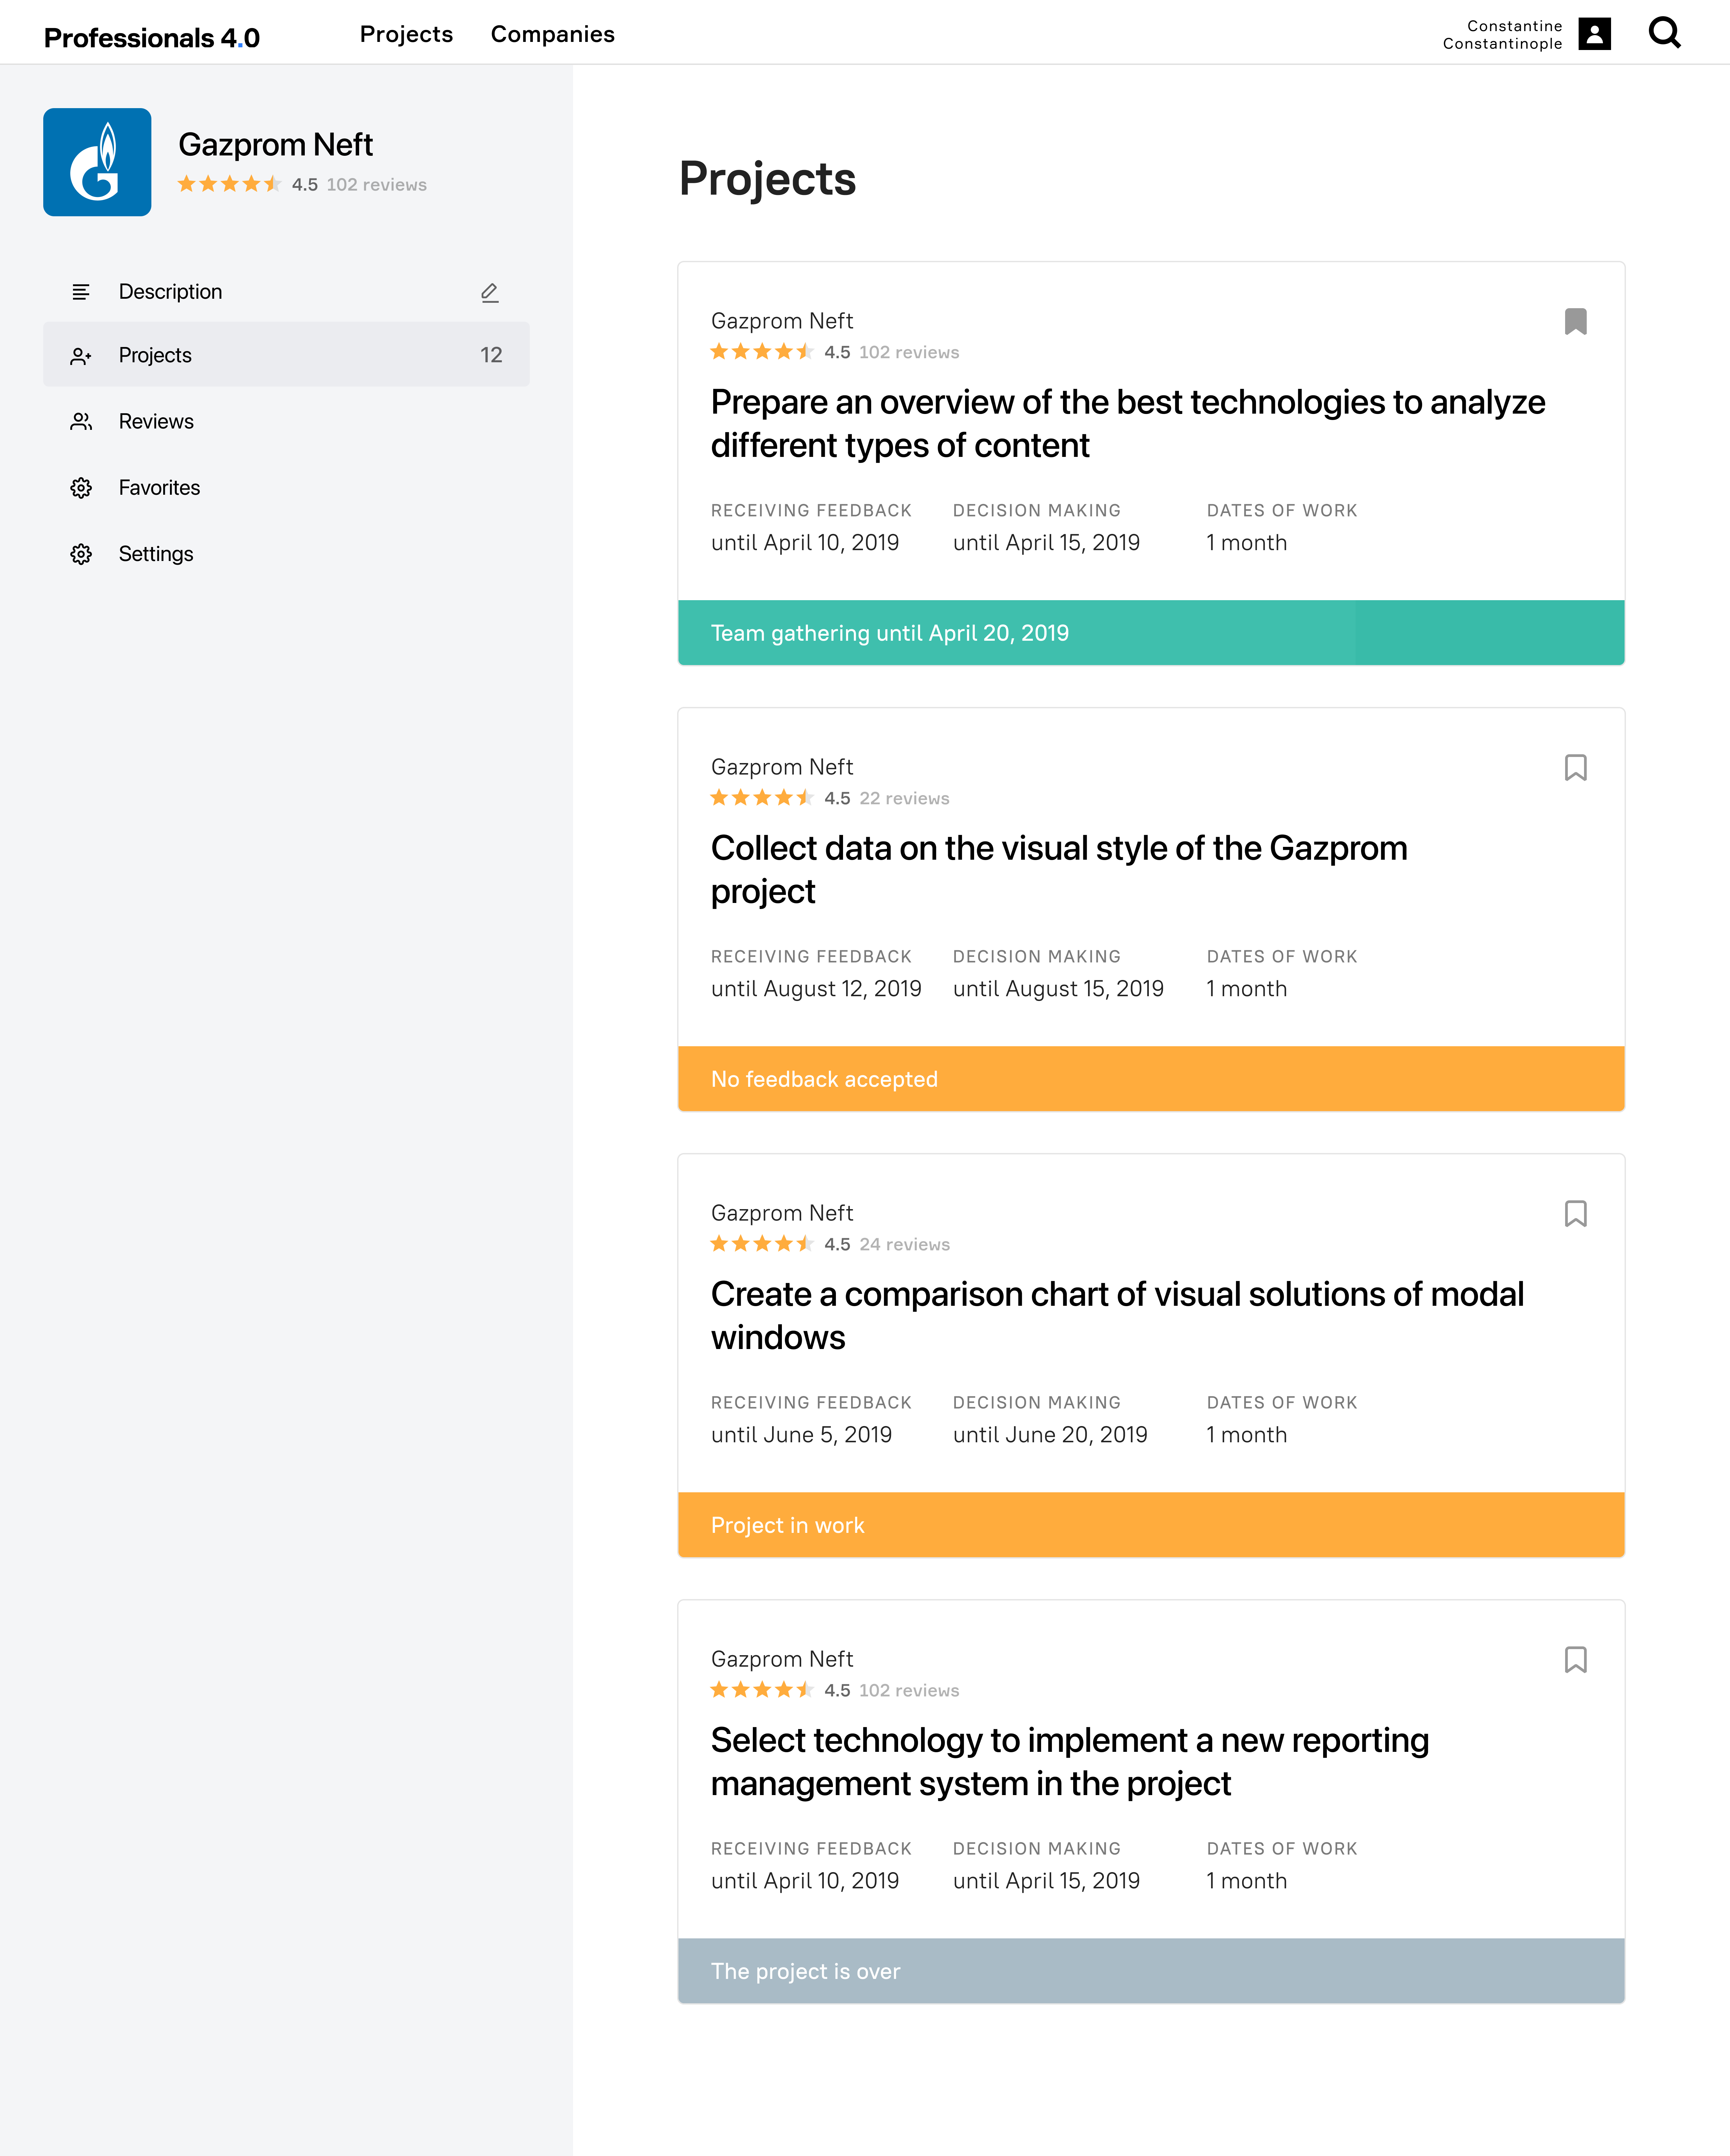 Professionals 4.0
Projects
Companies
Constantine
Constantinople
Gazprom Neft
4.5 102 reviews
Description
Projects 12
Reviews
Favorites
Settings
Projects
Gazprom Neft
4.5 102 reviews
Prepare an overview of the best technologies to analyze
different types of content
RECEIVING FEEDBACK DECISION MAKING DATES OF WORK
until April 10, 2019 until April 15, 2019 1 month
Team gathering until April 20, 2019
Gazprom Neft
4.5 22 reviews
Collect data on the visual style of the Gazprom
project
RECEIVING FEEDBACK DECISION MAKING DATES OF WORK
until August 12, 2019 until August 15, 2019 1 month
No feedback accepted
Gazprom Neft
4.5 24 reviews
Create a comparison chart of visual solutions of modal
windows
RECEIVING FEEDBACK DECISION MAKING DATES OF WORK
until June 5, 2019 until June 20, 2019 1 month
Project in work
Gazprom Neft
4.5 102 reviews
Select technology to implement a new reporting
management system in the project
RECEIVING FEEDBACK DECISION MAKING DATES OF WORK
until April 10, 2019 until April 15, 2019 1 month
The project is over